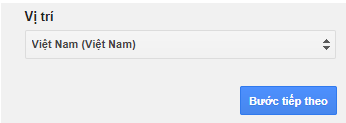 Vị trí
Việt Nam (Việt Nam)
Bước tiếp theo